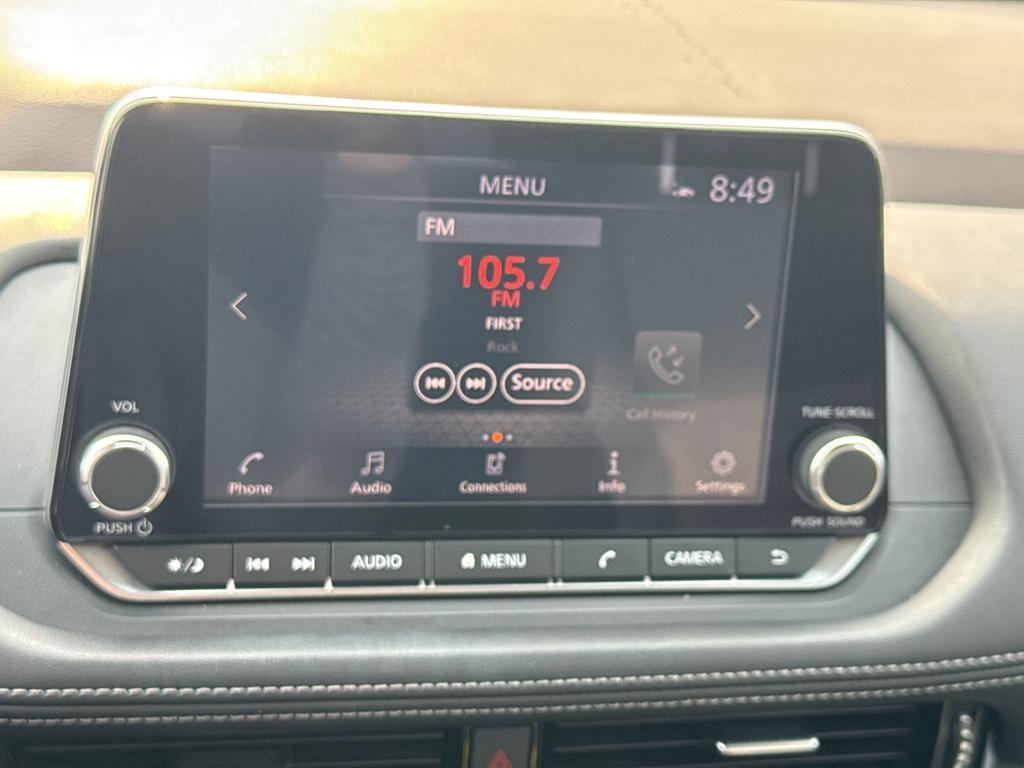 MENU
8:49
FM
105.7
FM
FIRST
Rock
Source
Call History
VOL
TUNE·SCROLL
Phone
Audio
Connections
Info
Settings
PUSH
PUSH SOUND
AUDIO
MENU
CAMERA